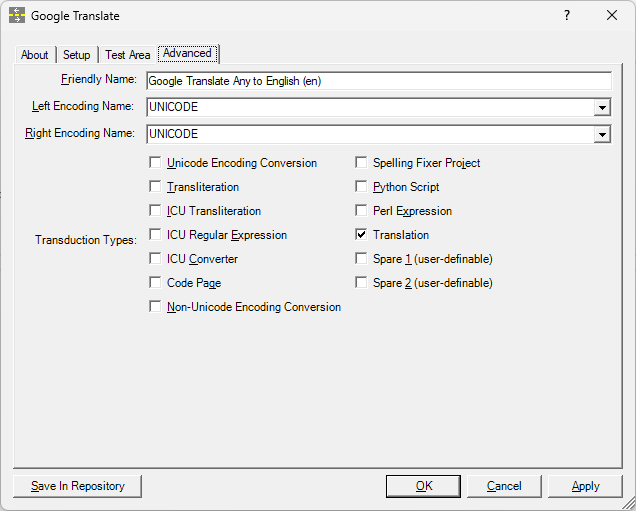 Google Translate
?
About Setup Test Area Advanced
Friendly Name: Google Translate Any to English (en)
Left Encoding Name: UNICODE
Right Encoding Name: UNICODE
Transduction Types:
Unicode Encoding Conversion
Transliteration
ICU Transliteration
ICU Regular Expression
ICU Converter
Code Page
Non-Unicode Encoding Conversion
Spelling Fixer Project
Python Script
Perl Expression
Translation
Spare 1 (user-definable)
Spare 2 (user-definable)
Save In Repository OK Cancel Apply